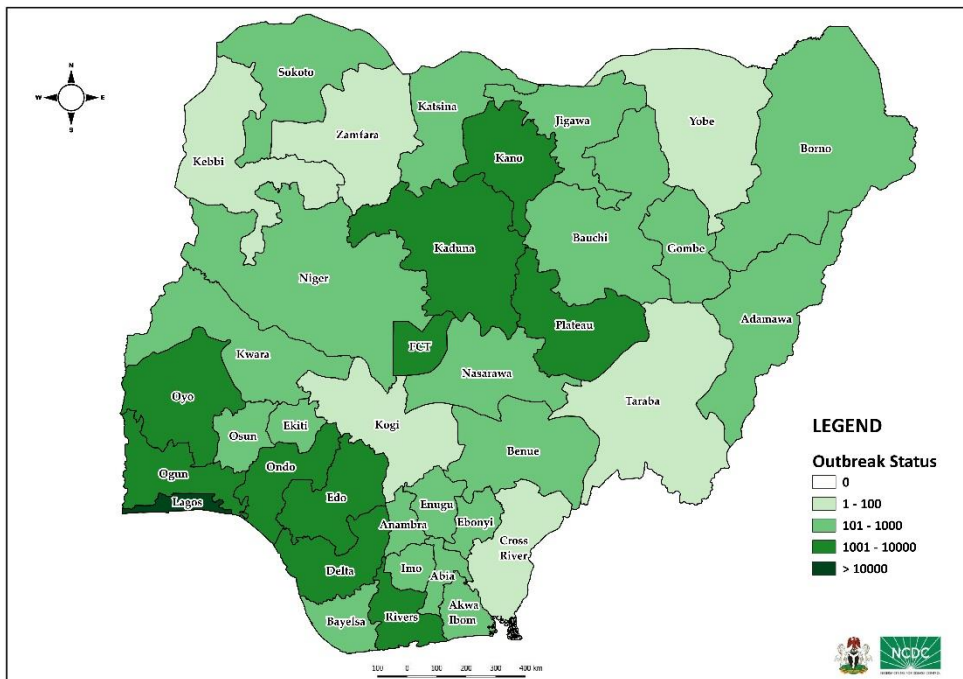 N
W E
S
Sokoto
Kebbi
Zamfara
Katsina
Kano
Jigawa
Yobe
Borno
Kaduna
Bauchi
Gombe
Niger
Adamawa
Plateau
FCT
Kwara
Nasarawa
Taraba
Oyo
Osun
Ekiti
Kogi
Benue
Ogun
Ondo
Lagos
Edo
Enugu
Anambra
Ebonyi
Cross
River
Delta
Imo
Abia
Akwa
Ibom
Bayelsa
Rivers
LEGEND
Outbreak Status
0
1 - 100
101 - 1000
1001 - 10000
> 10000
100 0 100 200 300 400 km
NCDC